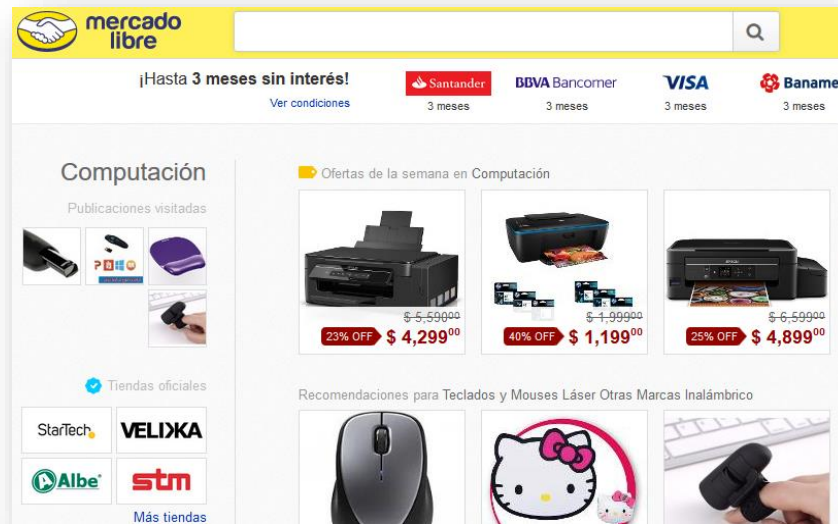 mercado
libre
¡Hasta 3 meses sin interés!
Ver condiciones
Santander
3 meses
BBVA Bancomer
3 meses
VISA
3 meses
Baname
3 meses
Computación
Publicaciones visitadas
Tiendas oficiales
StarTech
VELIKKA
Albe
stm
Más tiendas
Ofertas de la semana en Computación
$ 5,590⁰⁰
23% OFF $ 4,299⁰⁰
$ 1,999⁰⁰
40% OFF $ 1,199⁰⁰
$ 6,599⁰⁰
25% OFF $ 4,899⁰⁰
Recomendaciones para Teclados y Mouses Láser Otras Marcas Inalámbrico